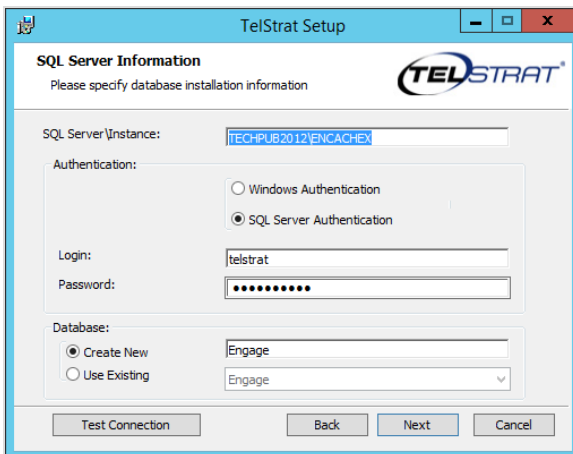 TelStrat Setup
SQL Server Information
Please specify database installation information
TELSTRAT®
SQL Server\Instance:
TECHPUB2012\ENCACHEX
Authentication:
Windows Authentication
SQL Server Authentication
Login:
telstrat
Password:
●●●●●●●●●●
Database:
Create New
Engage
Use Existing
Engage
Test Connection
Back
Next
Cancel